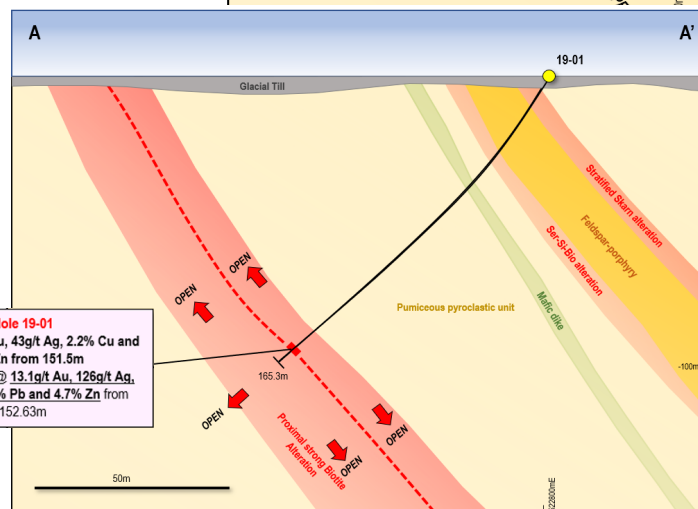 A
A'
19-01
Glacial Till
Stratified Skarn alteration
Feldspar-porphyry
Ser-Si-Bio alteration
OPEN
OPEN
Pumiceous pyroclastic unit
Mafic dike
19-01
43g/t Ag, 2.2% Cu and
from 151.5m
@ 13.1g/t Au, 126g/t Ag,
Pb and 4.7% Zn from
152.63m
-100m
165.3m
OPEN
OPEN
OPEN
Proximal strong Biotite
Alteration
50m